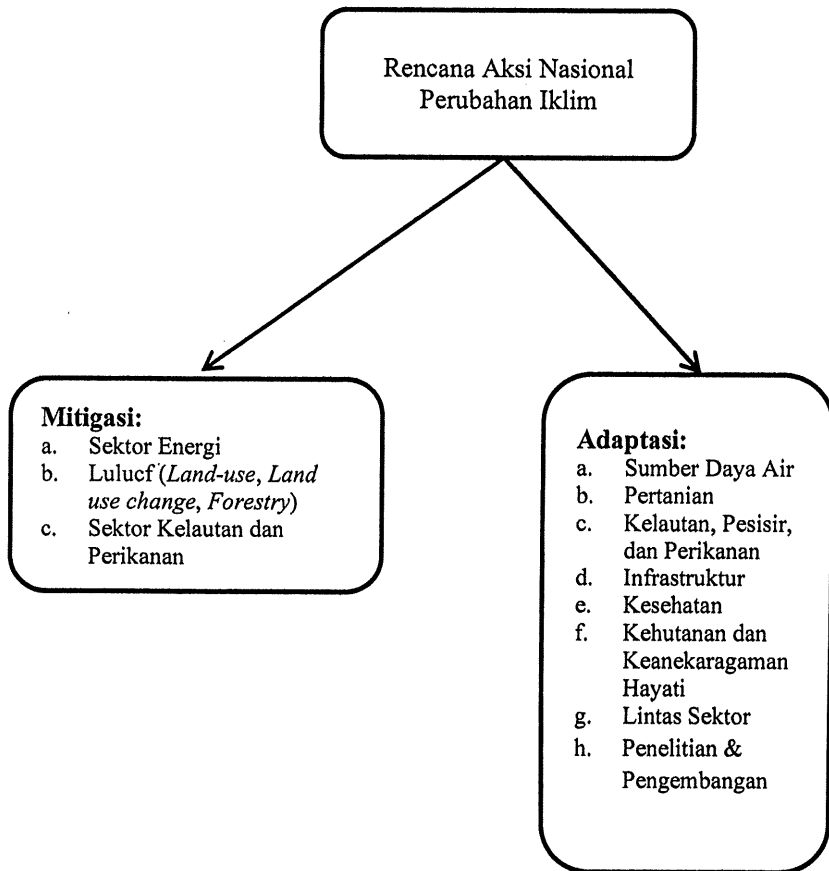 Rencana Aksi Nasional
Perubahan Iklim
Mitigasi:
a. Sektor Energi
b. Lulucf (Land-use, Land
use change, Forestry)
c. Sektor Kelautan dan
Perikanan
Adaptasi:
a. Sumber Daya Air
b. Pertanian
c. Kelautan, Pesisir,
dan Perikanan
d. Infrastruktur
e. Kesehatan
f. Kehutanan dan
Keanekaragaman
Hayati
g. Lintas Sektor
h. Penelitian &
Pengembangan